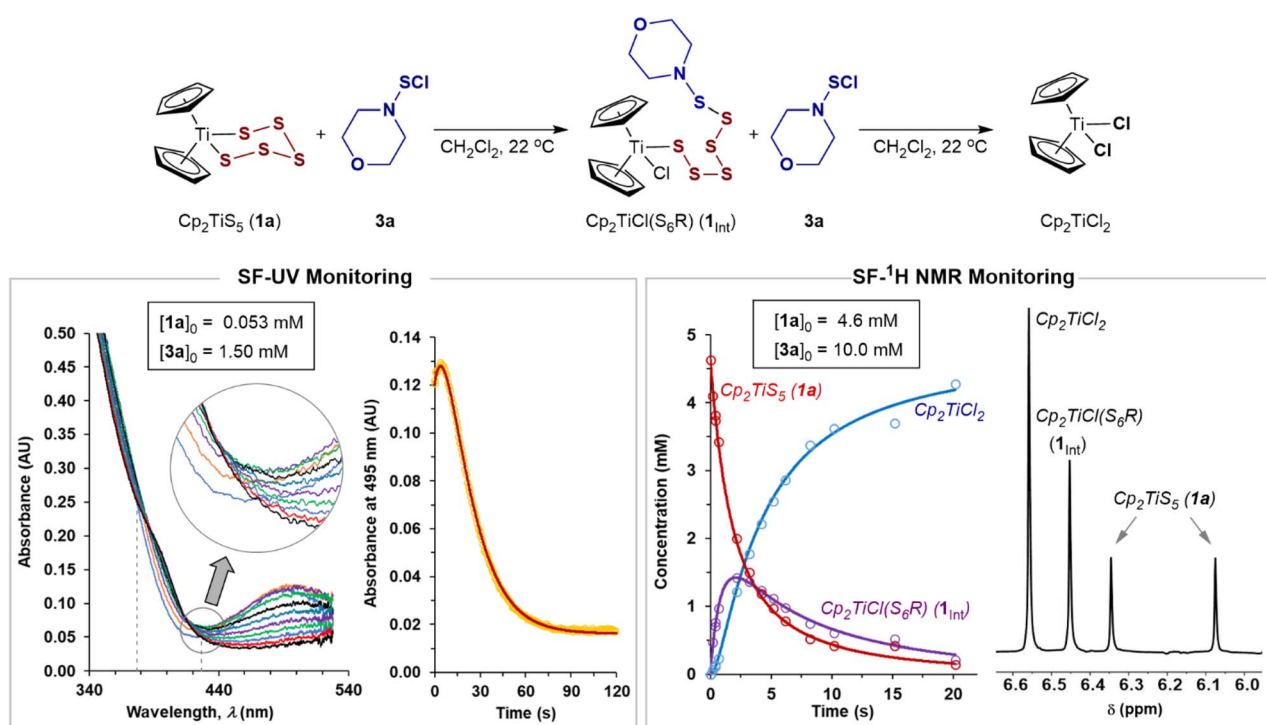 O
N
S
S
S
S
S
S
Ti
Cl
SCl
N
O
Ti
S
S
S
S
S
+
CH2Cl2, 22 °C
+
SCl
N
O
CH2Cl2, 22 °C
Ti
Cl
Cl
Cp2TiS5 (1a)
3a
Cp2TiCl(S6R) (1Int)
3a
Cp2TiCl2
SF-UV Monitoring
[1a]0 = 0.053 mM
[3a]0 = 1.50 mM
Absorbance (AU)
0.50
0.45
0.40
0.35
0.30
0.25
0.20
0.15
0.10
0.05
0.00
340
440
540
Wavelength, λ (nm)
Absorbance at 495 nm (AU)
0.14
0.12
0.10
0.08
0.06
0.04
0.02
0.00
0
30
60
90
120
Time (s)
SF-1H NMR Monitoring
[1a]0 = 4.6 mM
[3a]0 = 10.0 mM
Concentration (mM)
5
4
3
2
1
0
0
5
10
15
20
Time (s)
Cp2TiS5 (1a)
Cp2TiCl2
Cp2TiCl(S6R) (1Int)
Cp2TiCl2
Cp2TiCl(S6R)
(1Int)
Cp2TiS5 (1a)
6.6
6.5
6.4
6.3
6.2
6.1
6.0
δ (ppm)